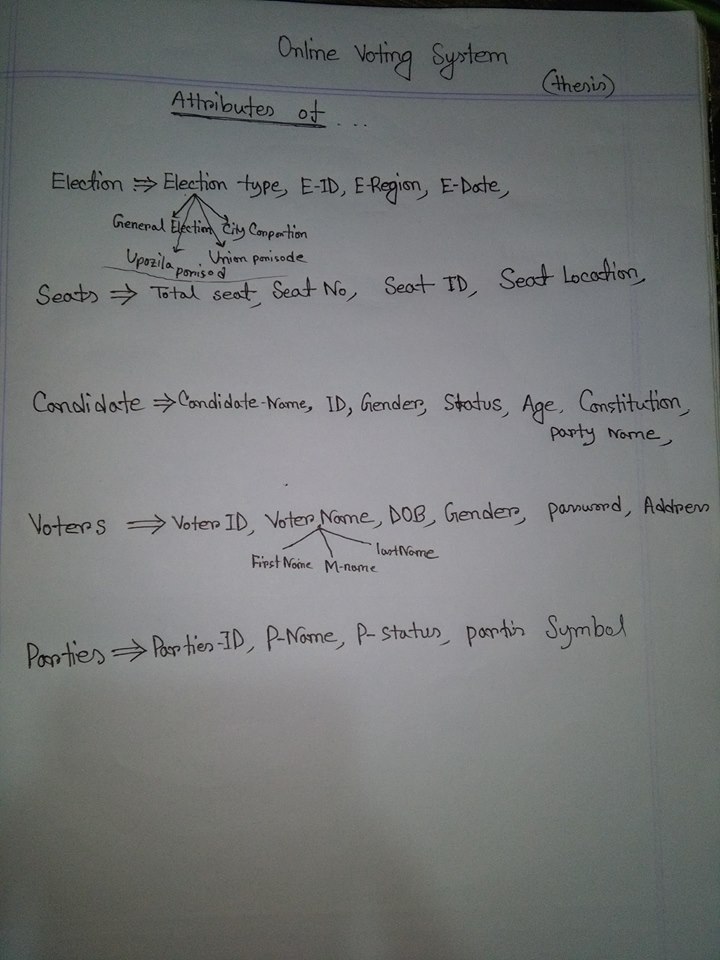 Online Voting System
(thesis)
Attributes of ...
Election ⇒ Election type, E-ID, E-Region, E-Date,
General Election City Corportion
Upozila porisod Union porisode
Seats ⇒ Total seat, Seat No, Seat ID, Seat Location,
Candidate ⇒ Candidate-Name, ID, Gender, Status, Age, Constitution,
party Name,
Voters ⇒ Voter ID, Voter Name, DOB, Gender, password, Address
First Name M-name lastName
Parties ⇒ Parties-ID, P-Name, P-status, Symbol